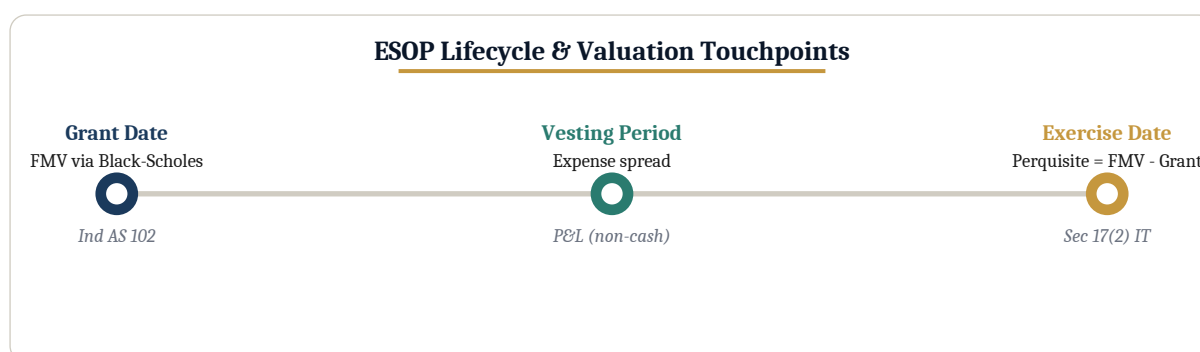 ESOP Lifecycle & Valuation Touchpoints
Grant Date
FMV via Black-Scholes
Ind AS 102
Vesting Period
Expense spread
P&L (non-cash)
Exercise Date
Perquisite = FMV - Grant
Sec 17(2) IT